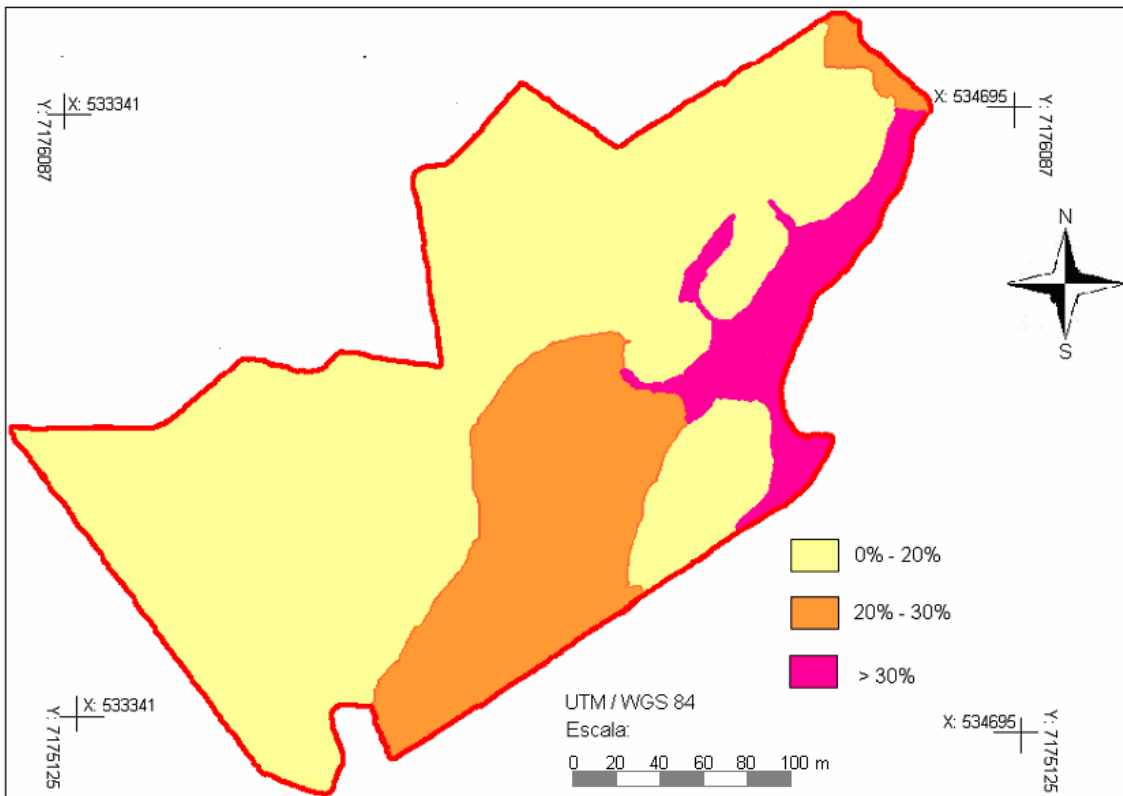 X: 533341
Y: 7176087
X: 534695
Y: 7176087
N
S
0% - 20%
20% - 30%
> 30%
UTM / WGS 84
Escala:
0 20 40 60 80 100 m
X: 533341
Y: 7175125
X: 534695
Y: 7175125